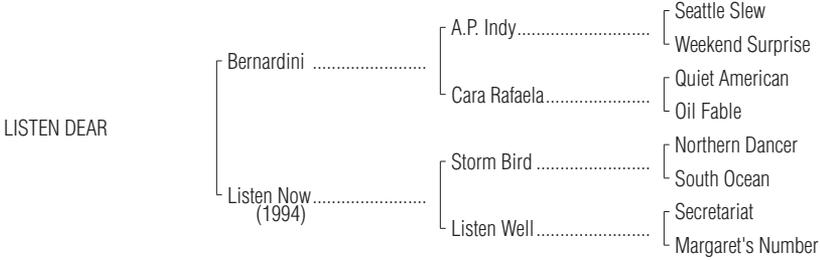 Seattle Slew
A.P. Indy............................
Weekend Surprise
Bernardini ........................
Quiet American
Cara Rafaela......................
Oil Fable
LISTEN DEAR
Northern Dancer
Storm Bird ........................
South Ocean
Listen Now........................
(1994)
Secretariat
Listen Well........................
Margaret's Number